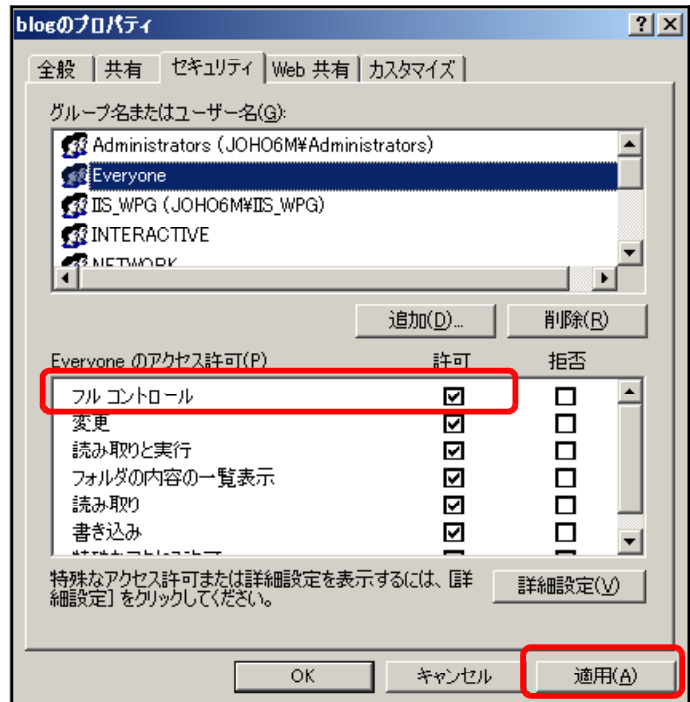 blogのプロパティ
全般 共有 セキュリティ Web 共有 カスタマイズ
グループ名またはユーザー名(G):
Administrators (JOHO6M¥Administrators)
Everyone
IIS_WPG (JOHO6M¥IIS_WPG)
INTERACTIVE
NETWORK
追加(D)... 削除(R)
Everyone のアクセス許可(P) 許可 拒否
フル コントロール
変更
読み取りと実行
フォルダの内容の一覧表示
読み取り
書き込み
特殊なアクセス許可または詳細設定を表示するには、[詳
細設定] をクリックしてください。 詳細設定(V)
OK キャンセル 適用(A)